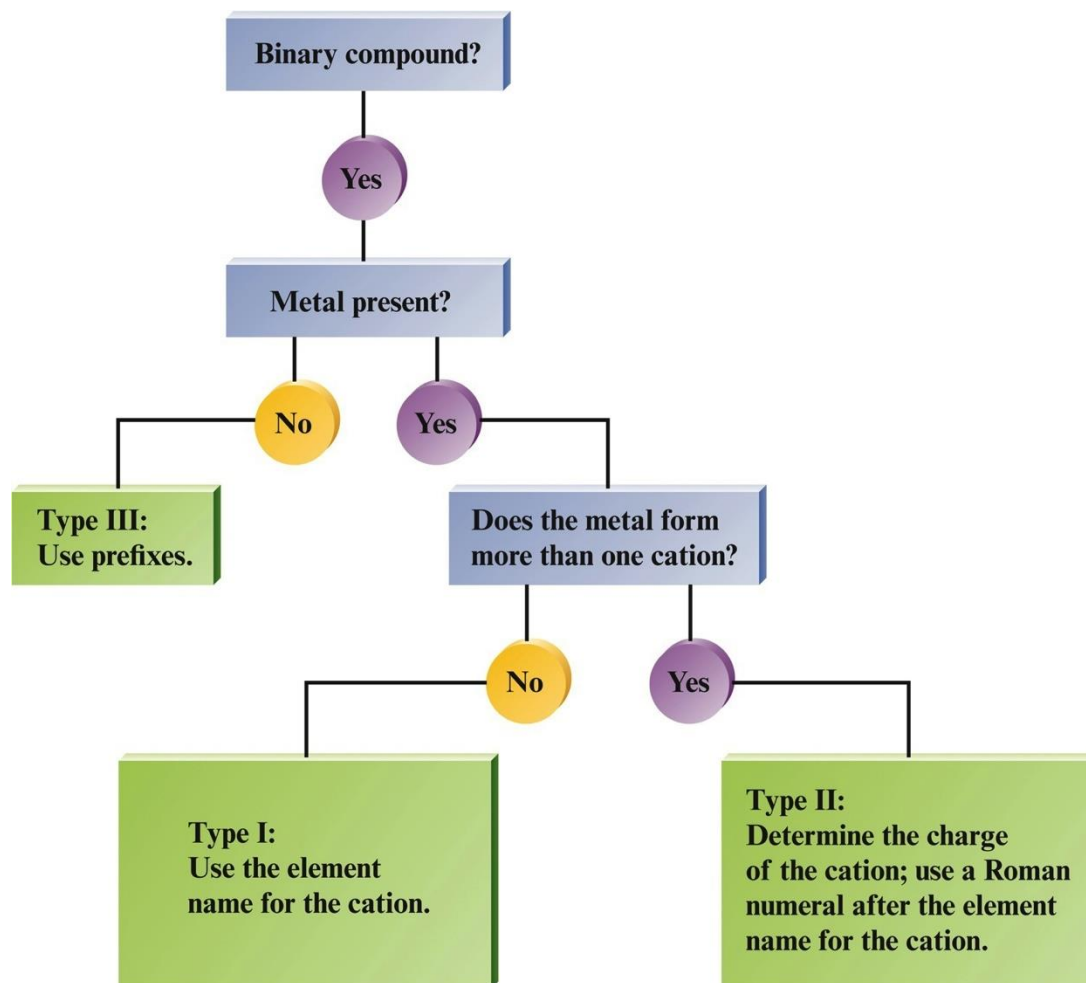 Binary compound?
Yes
Metal present?
No
Yes
Type III:
Use prefixes.
Does the metal form
more than one cation?
No
Yes
Type I:
Use the element
name for the cation.
Type II:
Determine the charge
of the cation; use a Roman
numeral after the element
name for the cation.